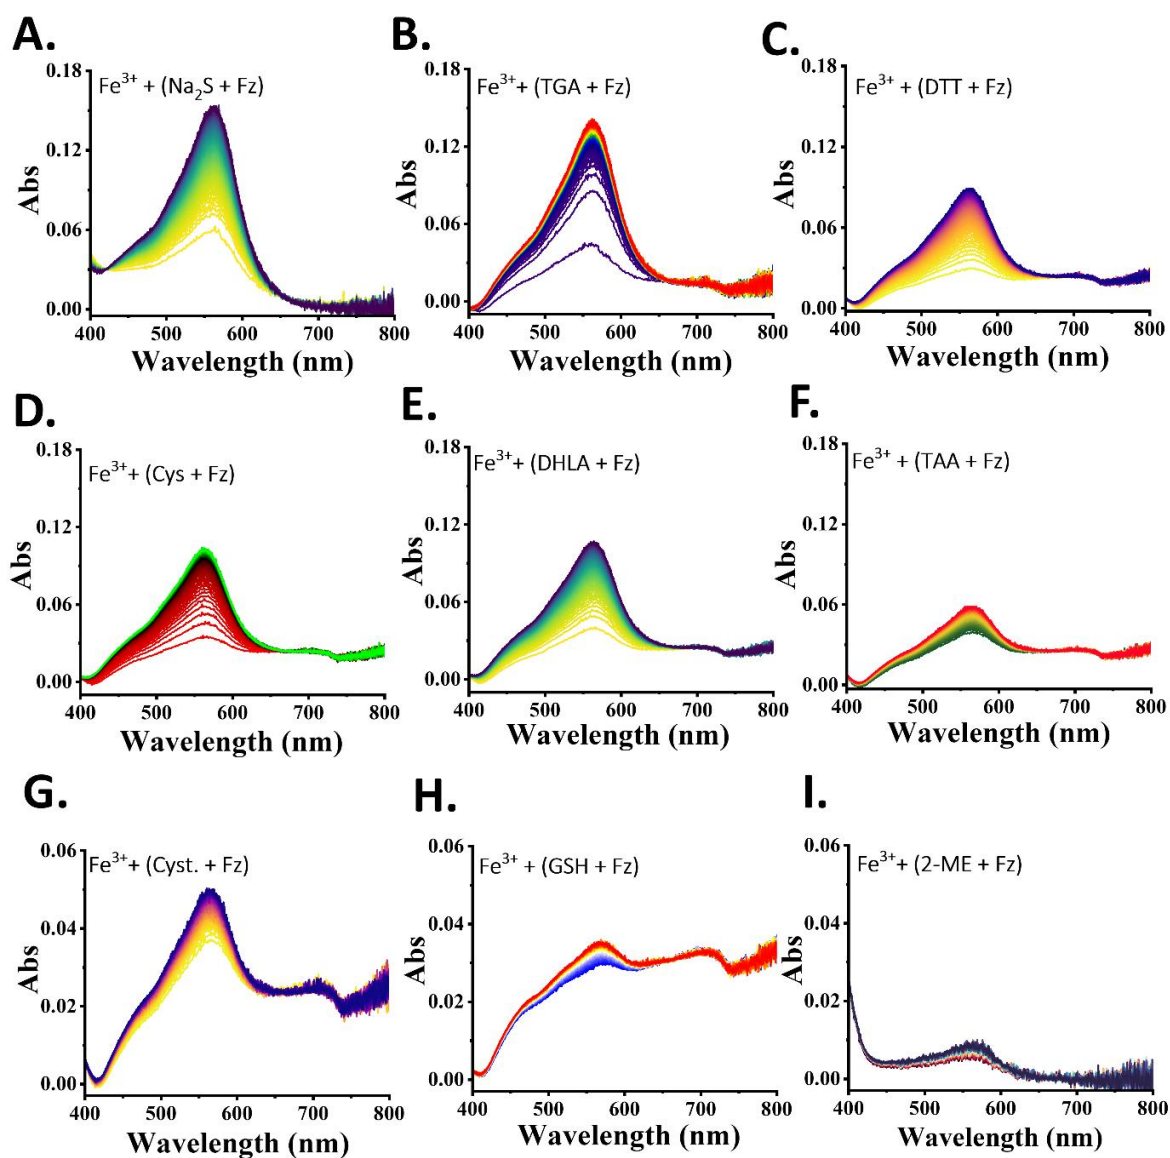 A.
B.
C.
0.18
0.12
0.06
0.00
Abs
Fe³⁺ + (Na₂S + Fz)
400 500 600 700 800
Wavelength (nm)
0.18
0.12
0.06
0.00
Abs
Fe³⁺+ (TGA + Fz)
400 500 600 700 800
Wavelength (nm)
0.18
0.12
0.06
0.00
Abs
Fe³⁺ + (DTT + Fz)
400 500 600 700 800
Wavelength (nm)
D.
E.
F.
0.18
0.12
0.06
0.00
Abs
Fe³⁺+ (Cys + Fz)
400 500 600 700 800
Wavelength (nm)
0.18
0.12
0.06
0.00
Abs
Fe³⁺+ (DHLA + Fz)
400 500 600 700 800
Wavelength (nm)
0.18
0.12
0.06
0.00
Abs
Fe³⁺ + (TAA + Fz)
400 500 600 700 800
Wavelength (nm)
G.
H.
I.
0.06
0.04
0.02
0.00
Abs
Fe³⁺+ (Cyst. + Fz)
400 500 600 700 800
Wavelength (nm)
0.06
0.04
0.02
0.00
Abs
Fe³⁺+ (GSH + Fz)
400 500 600 700 800
Wavelength (nm)
0.06
0.04
0.02
0.00
Abs
Fe³⁺+ (2-ME + Fz)
400 500 600 700 800
Wavelength (nm)